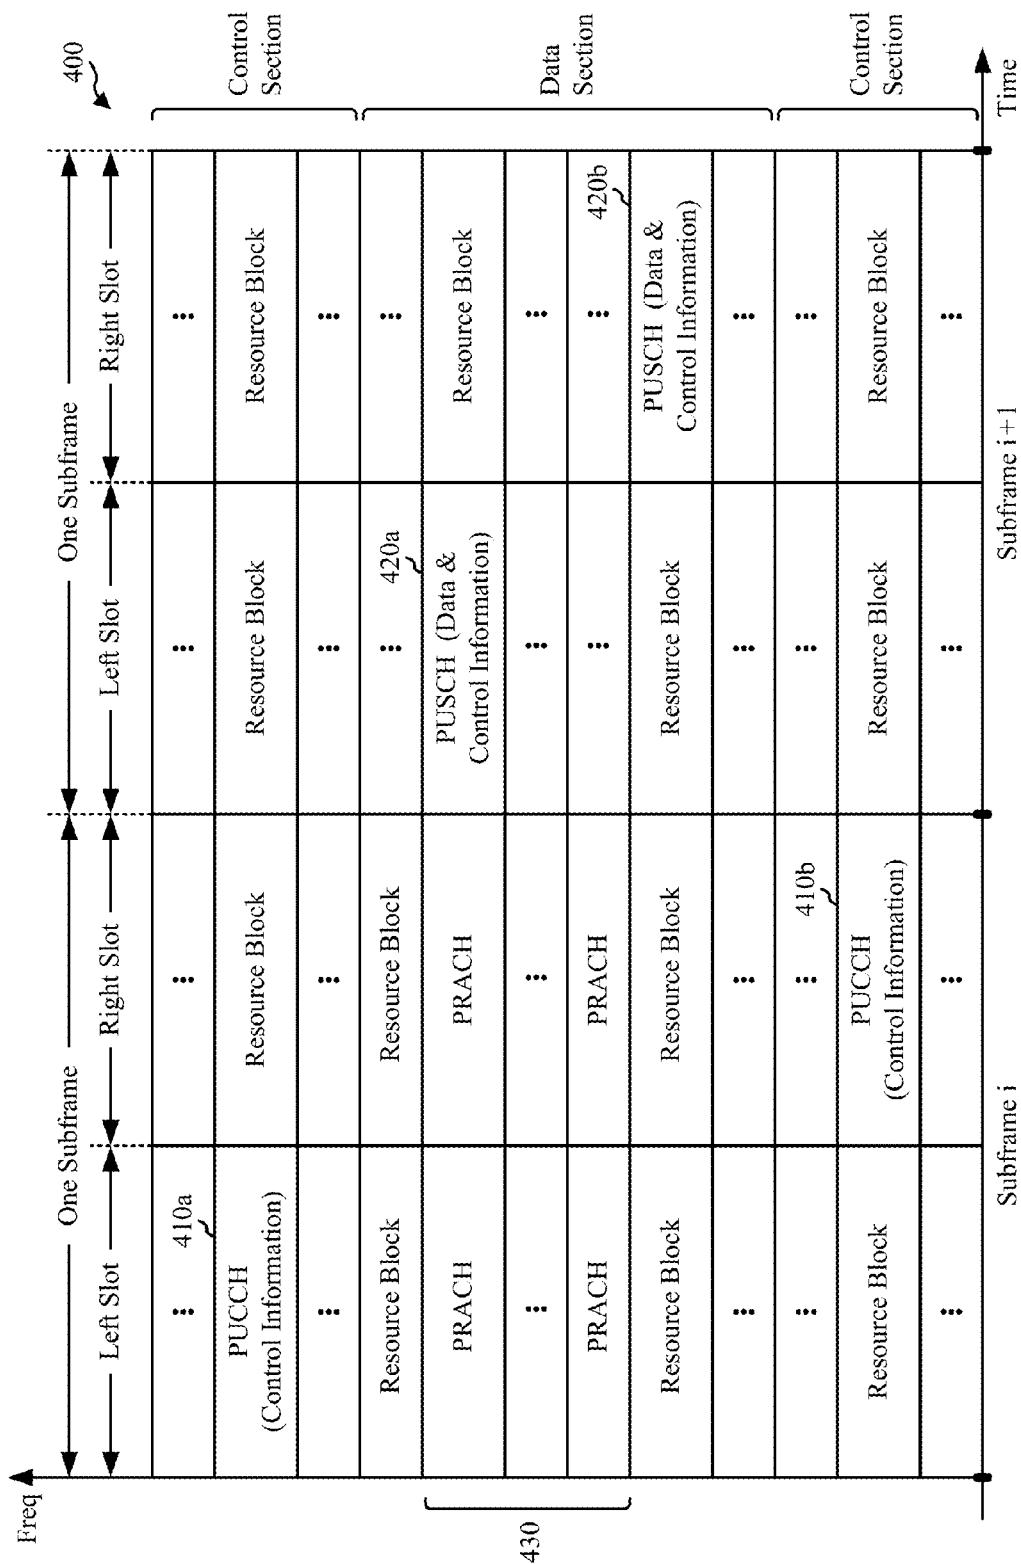 400
Freq
One Subframe
One Subframe
Left Slot
Right Slot
Left Slot
Right Slot
410a
PUCCH
(Control Information)
Resource Block
Resource Block
Resource Block
Control
Section
Resource Block
Resource Block
420a
PUSCH (Data &
Control Information)
Resource Block
430
PRACH
PRACH
PRACH
PRACH
Data
Section
Resource Block
Resource Block
Resource Block
420b
PUSCH (Data &
Control Information)
410b
Resource Block
PUCCH
(Control Information)
Resource Block
Resource Block
Control
Section
Subframe i
Subframe i+1
Time